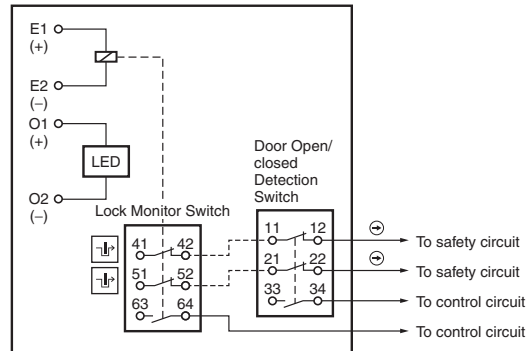 E1
(+)
E2
(−)
O1
(+)
LED
O2
(−)
Door Open/
closed
Detection
Switch
Lock Monitor Switch
11 12
To safety circuit
41 42
21 22
To safety circuit
51 52
33 34
To control circuit
63 64
To control circuit